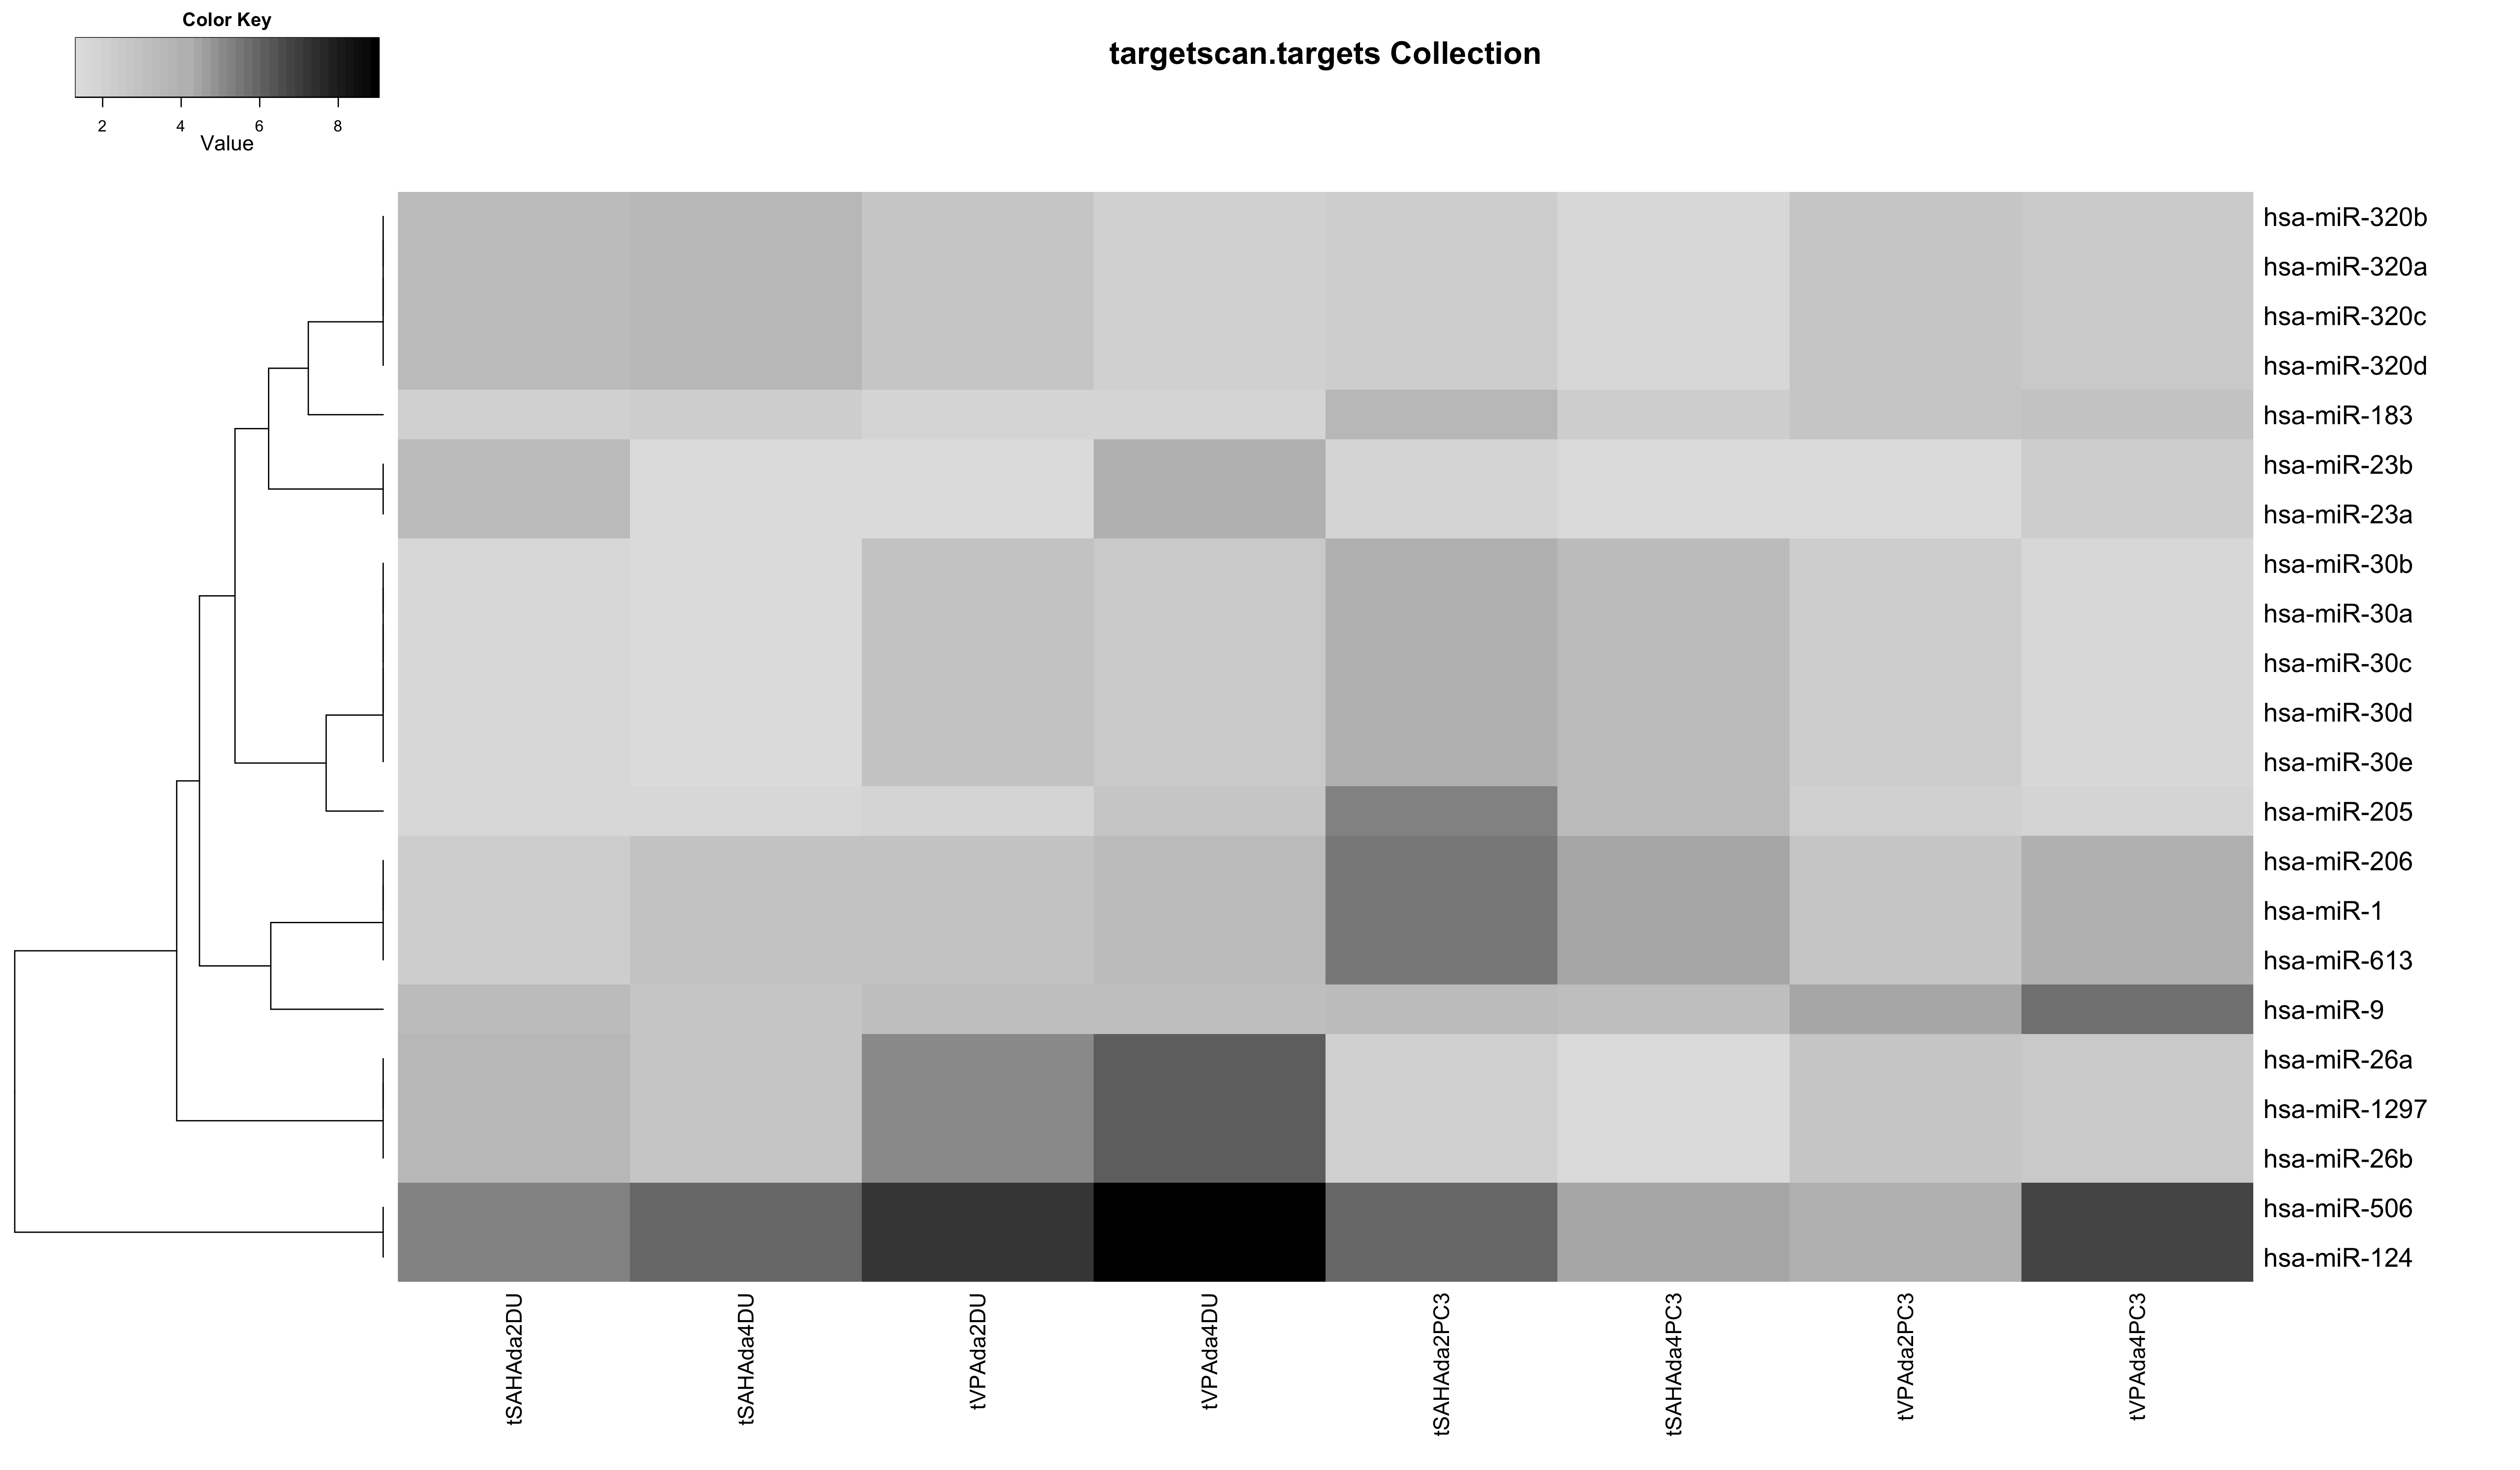 Color Key
2 4 6 8
Value
targetscan.targets Collection
hsa-miR-320b
hsa-miR-320a
hsa-miR-320c
hsa-miR-320d
hsa-miR-183
hsa-miR-23b
hsa-miR-23a
hsa-miR-30b
hsa-miR-30a
hsa-miR-30c
hsa-miR-30d
hsa-miR-30e
hsa-miR-205
hsa-miR-206
hsa-miR-1
hsa-miR-613
hsa-miR-9
hsa-miR-26a
hsa-miR-1297
hsa-miR-26b
hsa-miR-506
hsa-miR-124
tSAHAda2DU
tSAHAda4DU
tVPAda2DU
tVPAda4DU
tSAHAda2PC3
tSAHAda4PC3
tVPAda2PC3
tVPAda4PC3